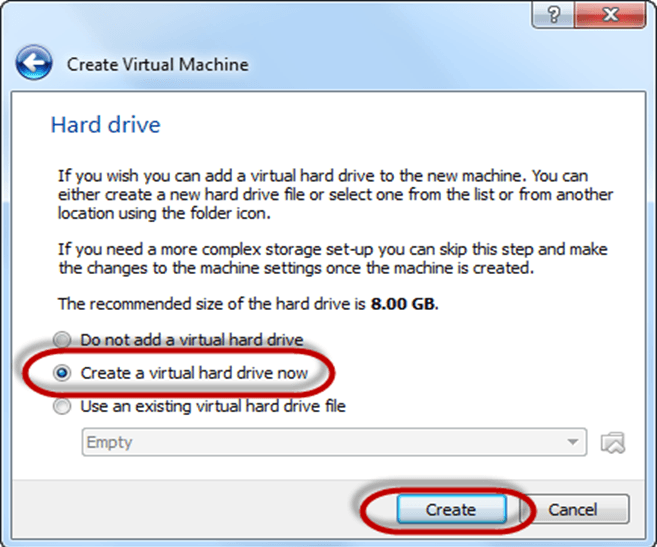 ?
Create Virtual Machine
Hard drive
If you wish you can add a virtual hard drive to the new machine. You can
either create a new hard drive file or select one from the list or from another
location using the folder icon.
If you need a more complex storage set-up you can skip this step and make
the changes to the machine settings once the machine is created.
The recommended size of the hard drive is 8.00 GB.
Do not add a virtual hard drive
Create a virtual hard drive now
Use an existing virtual hard drive file
Empty
Create
Cancel